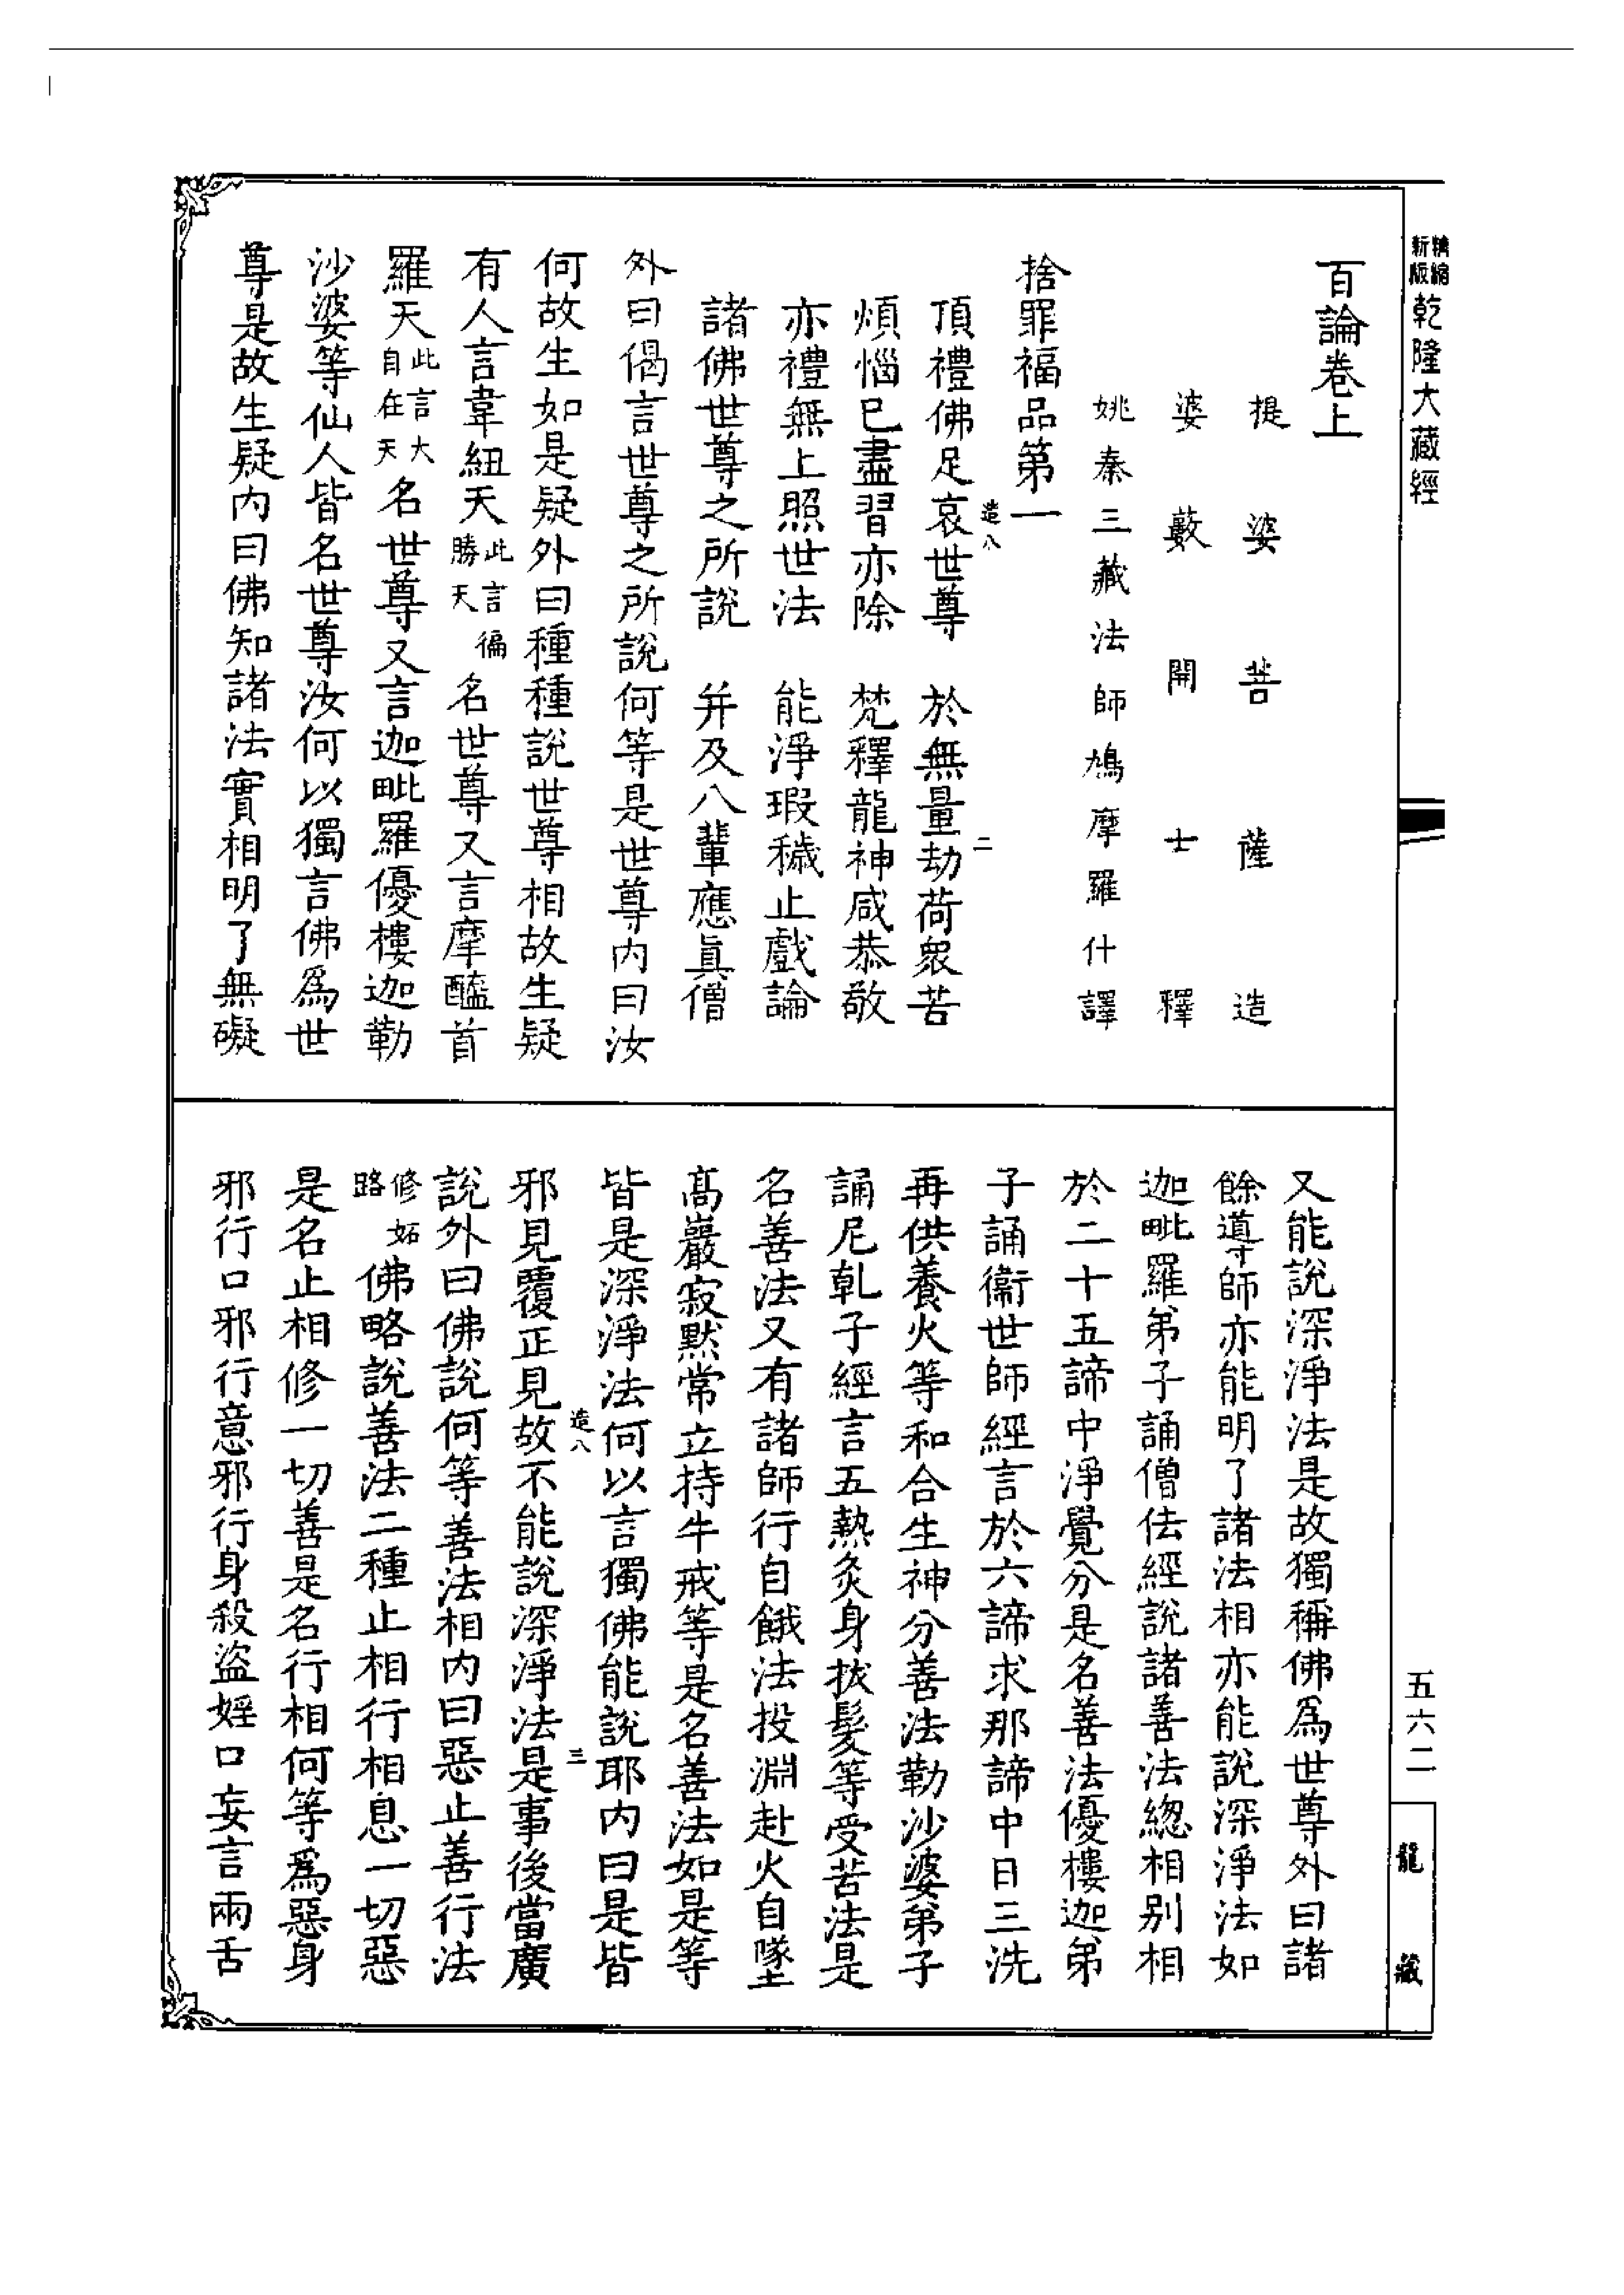 精縮
新版
乾隆大藏經
百論卷上
提婆菩薩造
婆藪開士釋
姚秦三藏法師鳩摩羅什譯
捨罪福品第一
造八
二
頂禮佛足哀世尊　於無量劫荷衆苦
煩惱已盡習亦除　梵釋龍神咸恭敬
亦禮無上照世法　能淨瑕穢止戲論
諸佛世尊之所說　并及八輩應眞僧
外曰偈言世尊之所說何等是世尊內曰汝
何故生如是疑外曰種種說世尊相故生疑
有人言韋紐天此言徧勝天名世尊又言摩醯首
羅天此言大自在天名世尊又言迦毗羅優樓迦勒
沙婆等仙人皆名世尊汝何以獨言佛爲世
尊是故生疑內曰佛知諸法實相明了無礙
又能說深淨法是故獨稱佛爲世尊外曰諸
餘導師亦能明了諸法相亦能說深淨法如
迦毗羅弟子誦僧佉經說諸善法總相別相
於二十五諦中淨覺分是名善法優樓迦弟
子誦衞世師經言於六諦求那諦中日三洗
再供養火等和合生神分善法勒沙婆弟子
誦尼乹子經言五熱炙身拔髮等受苦法是
名善法又有諸師行自餓法投淵赴火自墜
高巖寂默常立持牛戒等是名善法如是等
皆是深淨法何以言獨佛能說耶內曰是皆
造八
三
邪見覆正見故不能說深淨法是事後當廣
說外曰佛說何等善法相內曰惡止善行法
修妬路佛略說善法二種止相行相息一切惡
是名止相修一切善是名行相何等爲惡身
邪行口邪行意邪行身殺盜婬口妄言兩舌
五六二
龍藏